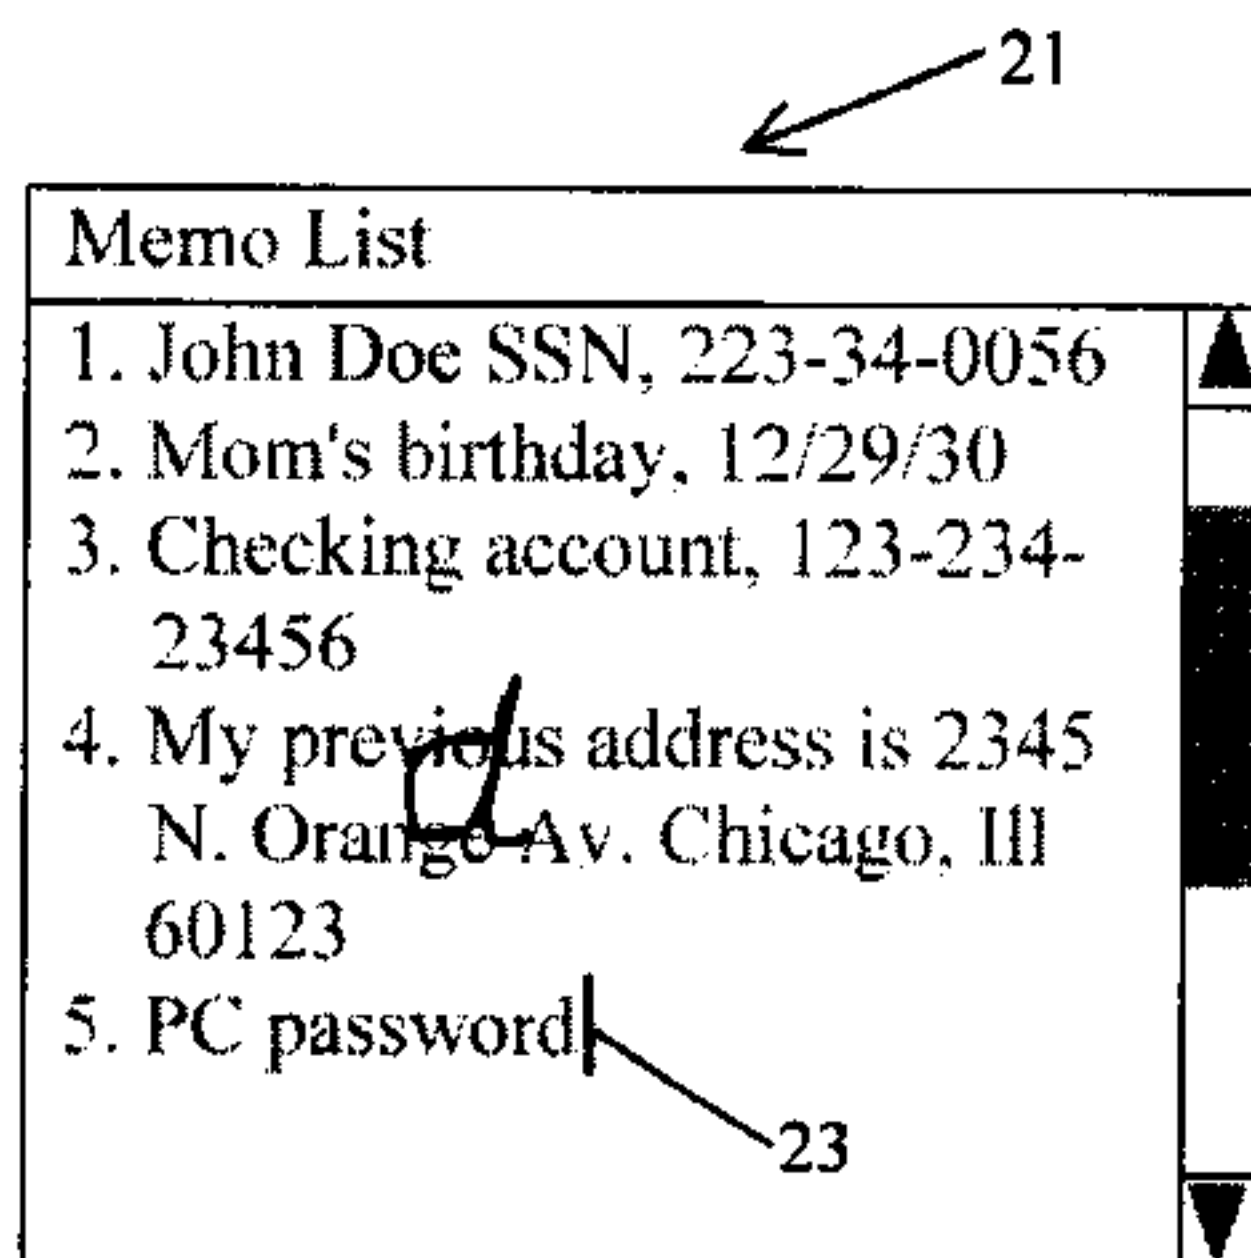 21
Memo List
1. John Doe SSN, 223-34-0056
2. Mom's birthday, 12/29/30
3. Checking account, 123-234-
23456
4. My previous address is 2345
N. Orange Av. Chicago, Ill
60123
d
5. PC password
23